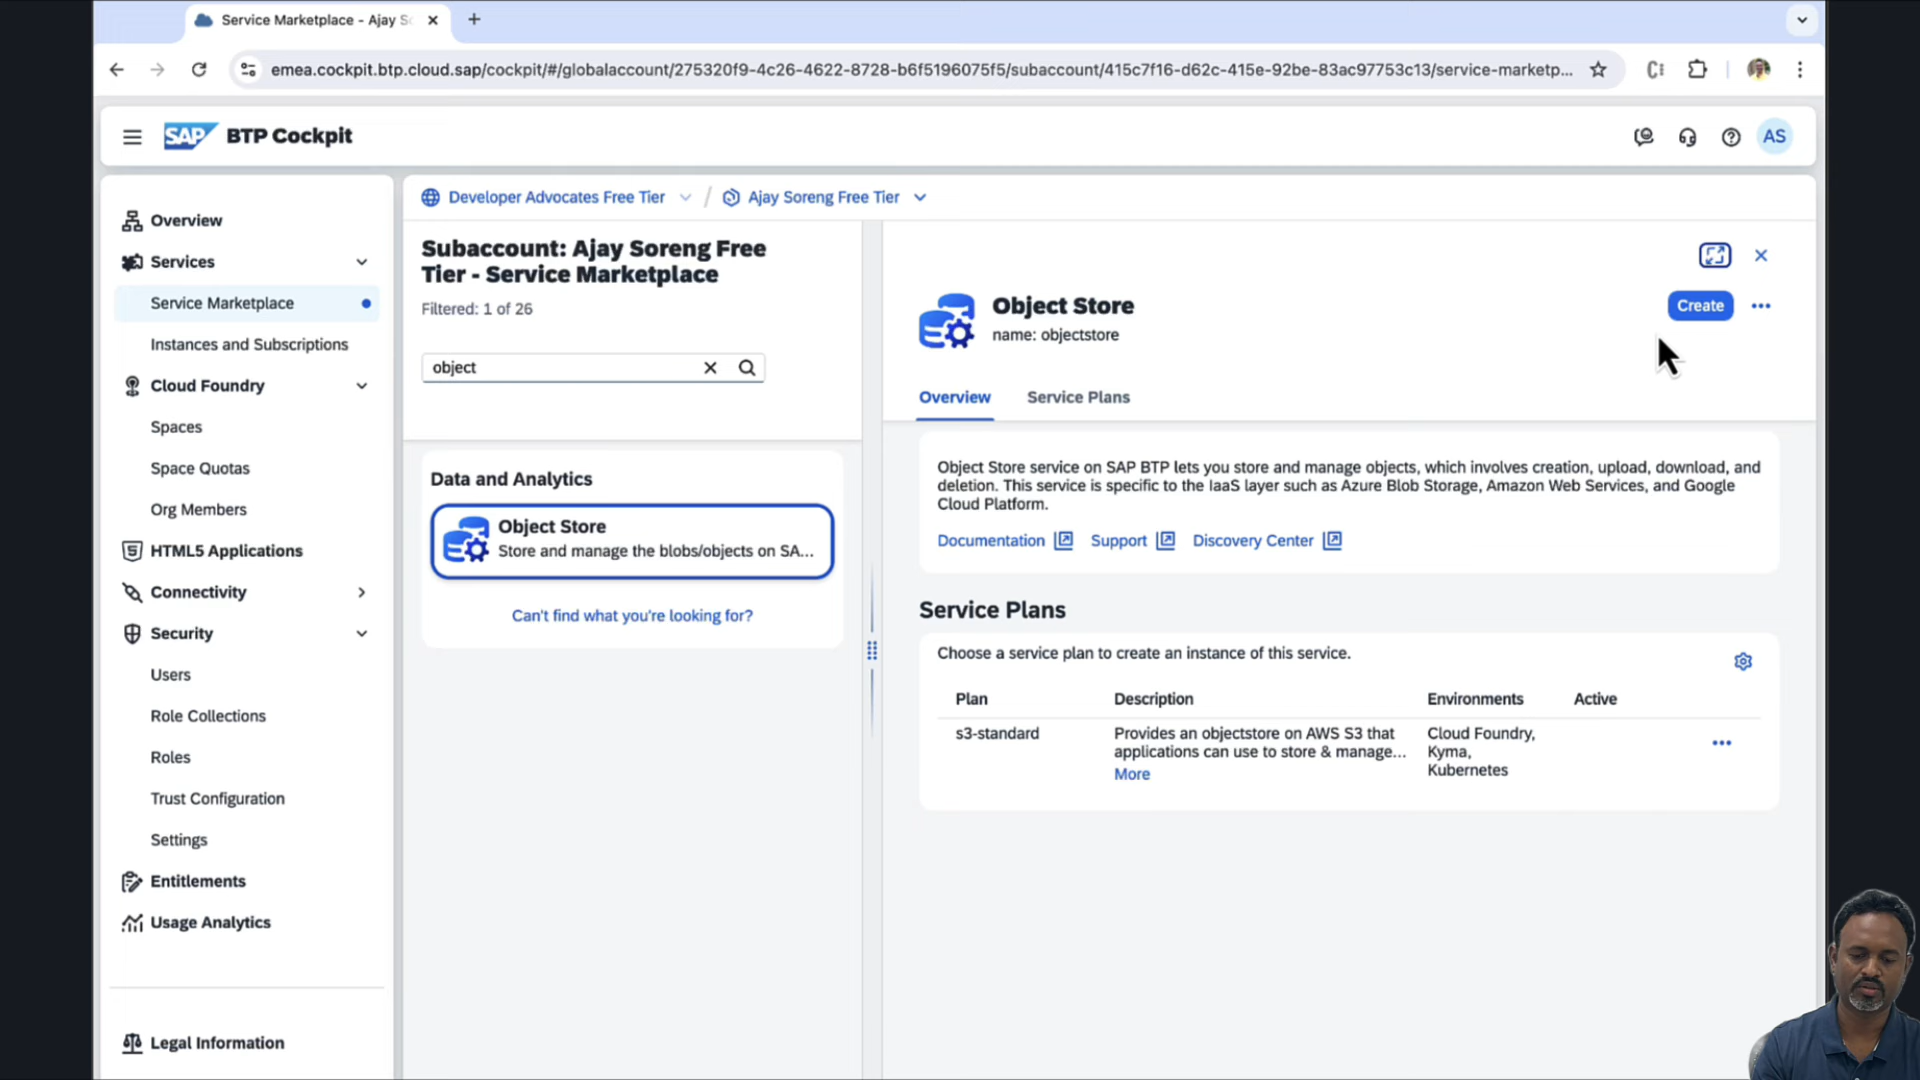 Service Marketplace - Ajay S
emea.cockpit.btp.cloud.sap/cockpit/#/globalaccount/275320f9-4c26-4622-8728-b6f5196075f5/subaccount/415c7f16-d62c-415e-92be-83ac97753c13/service-marketp...
SAP BTP Cockpit
AS
Overview
Services
Service Marketplace
Instances and Subscriptions
Cloud Foundry
Spaces
Space Quotas
Org Members
HTML5 Applications
Connectivity
Security
Users
Role Collections
Roles
Trust Configuration
Settings
Entitlements
Usage Analytics
Legal Information
Developer Advocates Free Tier / Ajay Soreng Free Tier
Subaccount: Ajay Soreng Free
Tier - Service Marketplace
Filtered: 1 of 26
object
Data and Analytics
Object Store
Store and manage the blobs/objects on SA...
Can't find what you're looking for?
Object Store
name: objectstore
Create
Overview
Service Plans
Object Store service on SAP BTP lets you store and manage objects, which involves creation, upload, download, and
deletion. This service is specific to the IaaS layer such as Azure Blob Storage, Amazon Web Services, and Google
Cloud Platform.
Documentation Support Discovery Center
Service Plans
Choose a service plan to create an instance of this service.
Plan Description Environments Active
s3-standard
Provides an objectstore on AWS S3 that
applications can use to store & manage...
More
Cloud Foundry,
Kyma,
Kubernetes